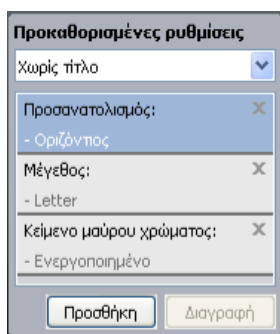 Προκαθορισμένες ρυθμίσεις
Χωρίς τίτλο
Προσανατολισμός:
- Οριζόντιος
Μέγεθος:
- Letter
Κείμενο μαύρου χρώματος:
- Ενεργοποιημένο
Προσθήκη Διαγραφή